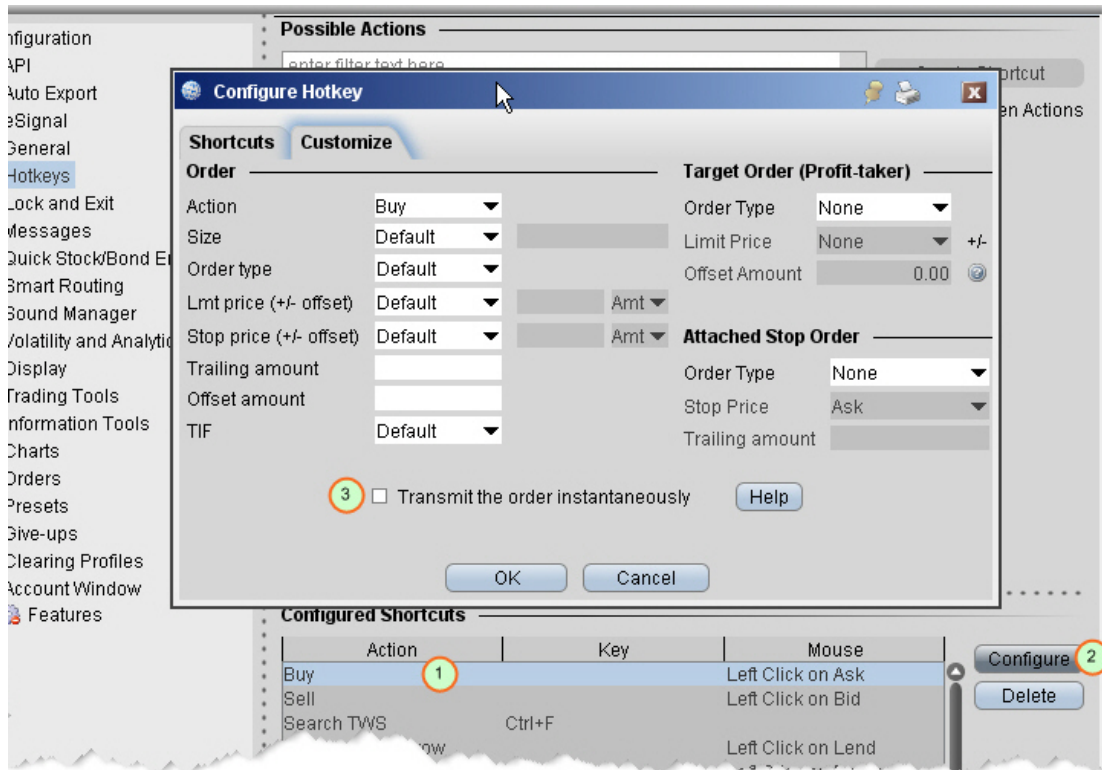 Possible Actions
enter filter text here
Configure Hotkey
Shortcuts Customize
Order
Action Buy
Size Default
Order type Default
Lmt price (+/- offset) Default Amt
Stop price (+/- offset) Default Amt
Trailing amount
Offset amount
TIF Default
Target Order (Profit-taker)
Order Type None
Limit Price None +/-
Offset Amount 0.00
Attached Stop Order
Order Type None
Stop Price Ask
Trailing amount
3 Transmit the order instantaneously Help
OK Cancel
nfiguration
API
Auto Export
eSignal
General
Hotkeys
Lock and Exit
Messages
Quick Stock/Bond
Smart Routing
Sound Manager
Volatility and
Display
Trading Tools
Information Tools
Charts
Orders
Presets
Give-ups
Clearing Profiles
Account Window
Features
Actions
Configured Shortcuts
Action Key Mouse
Buy 1 Left Click on Ask
Sell Left Click on Bid
Search TWS Ctrl+F
row Left Click on Lend
Configure 2
Delete